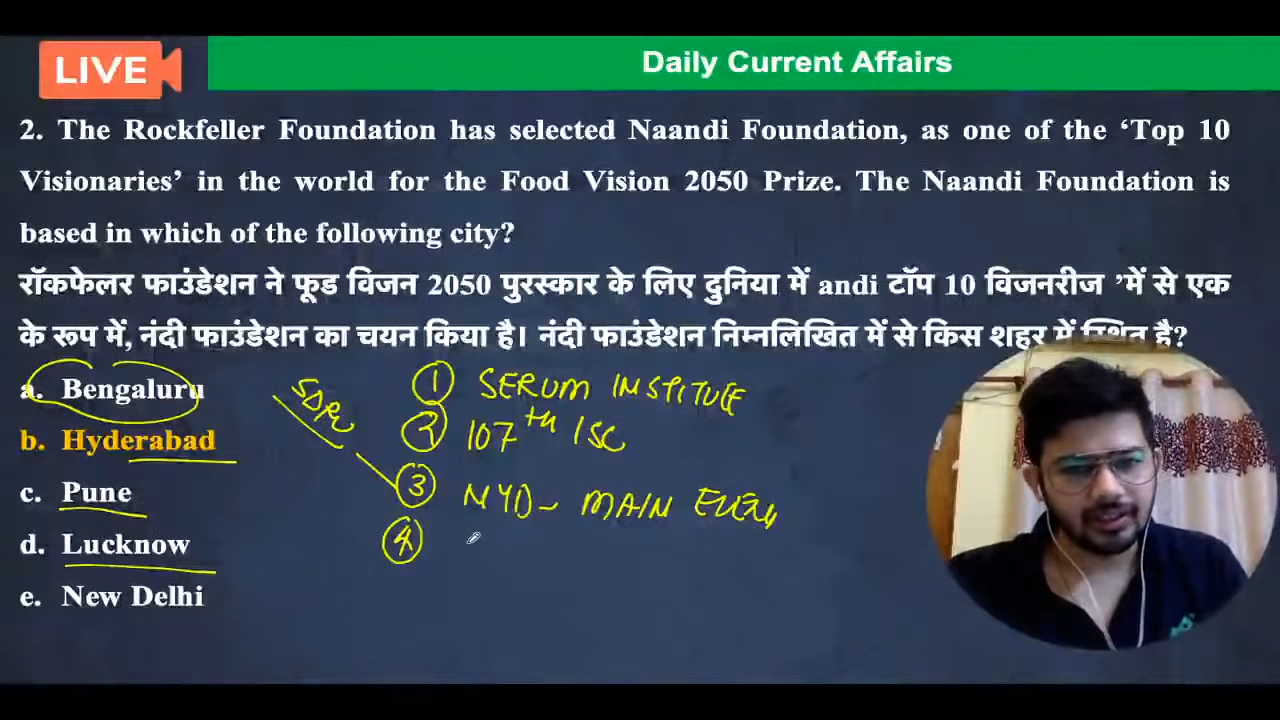 LIVE
Daily Current Affairs
2. The Rockfeller Foundation has selected Naandi Foundation, as one of the ‘Top 10
Visionaries’ in the world for the Food Vision 2050 Prize. The Naandi Foundation is
based in which of the following city?
रॉकफेलर फाउंडेशन ने फूड विजन 2050 पुरस्कार के लिए दुनिया में andi टॉप 10 विजनरीज ’में से एक
के रूप में, नंदी फाउंडेशन का चयन किया है। नंदी फाउंडेशन निम्नलिखित में से किस शहर में स्थित है?
a. Bengaluru
b. Hyderabad
c. Pune
d. Lucknow
e. New Delhi
1 SERUM INSTITUTE
2 107th ISC
3 NYD - MAIN
4